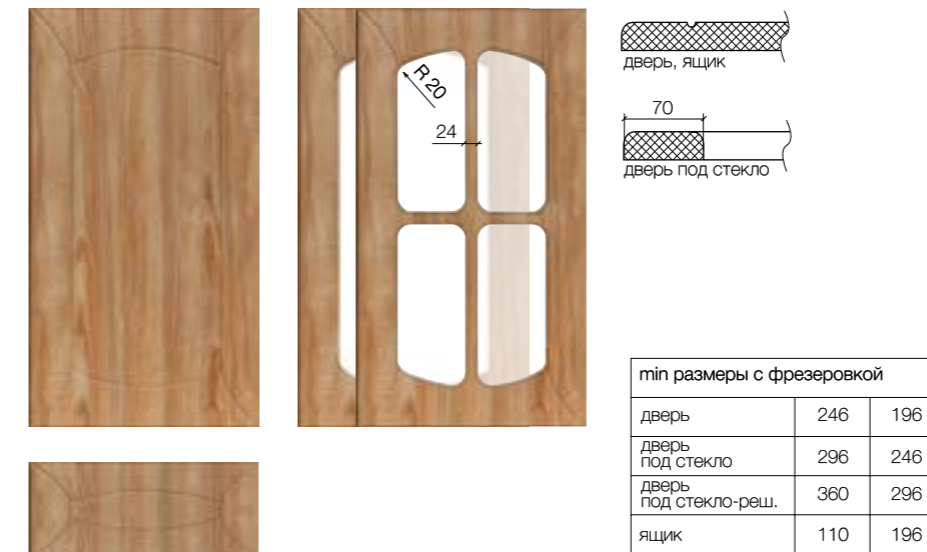 R 20
24
дверь, ящик
70
дверь под стекло
min размеры с фрезеровкой
дверь 246 196
дверь
под стекло 296 246
дверь
под стекло-реш. 360 296
ящик 110 196